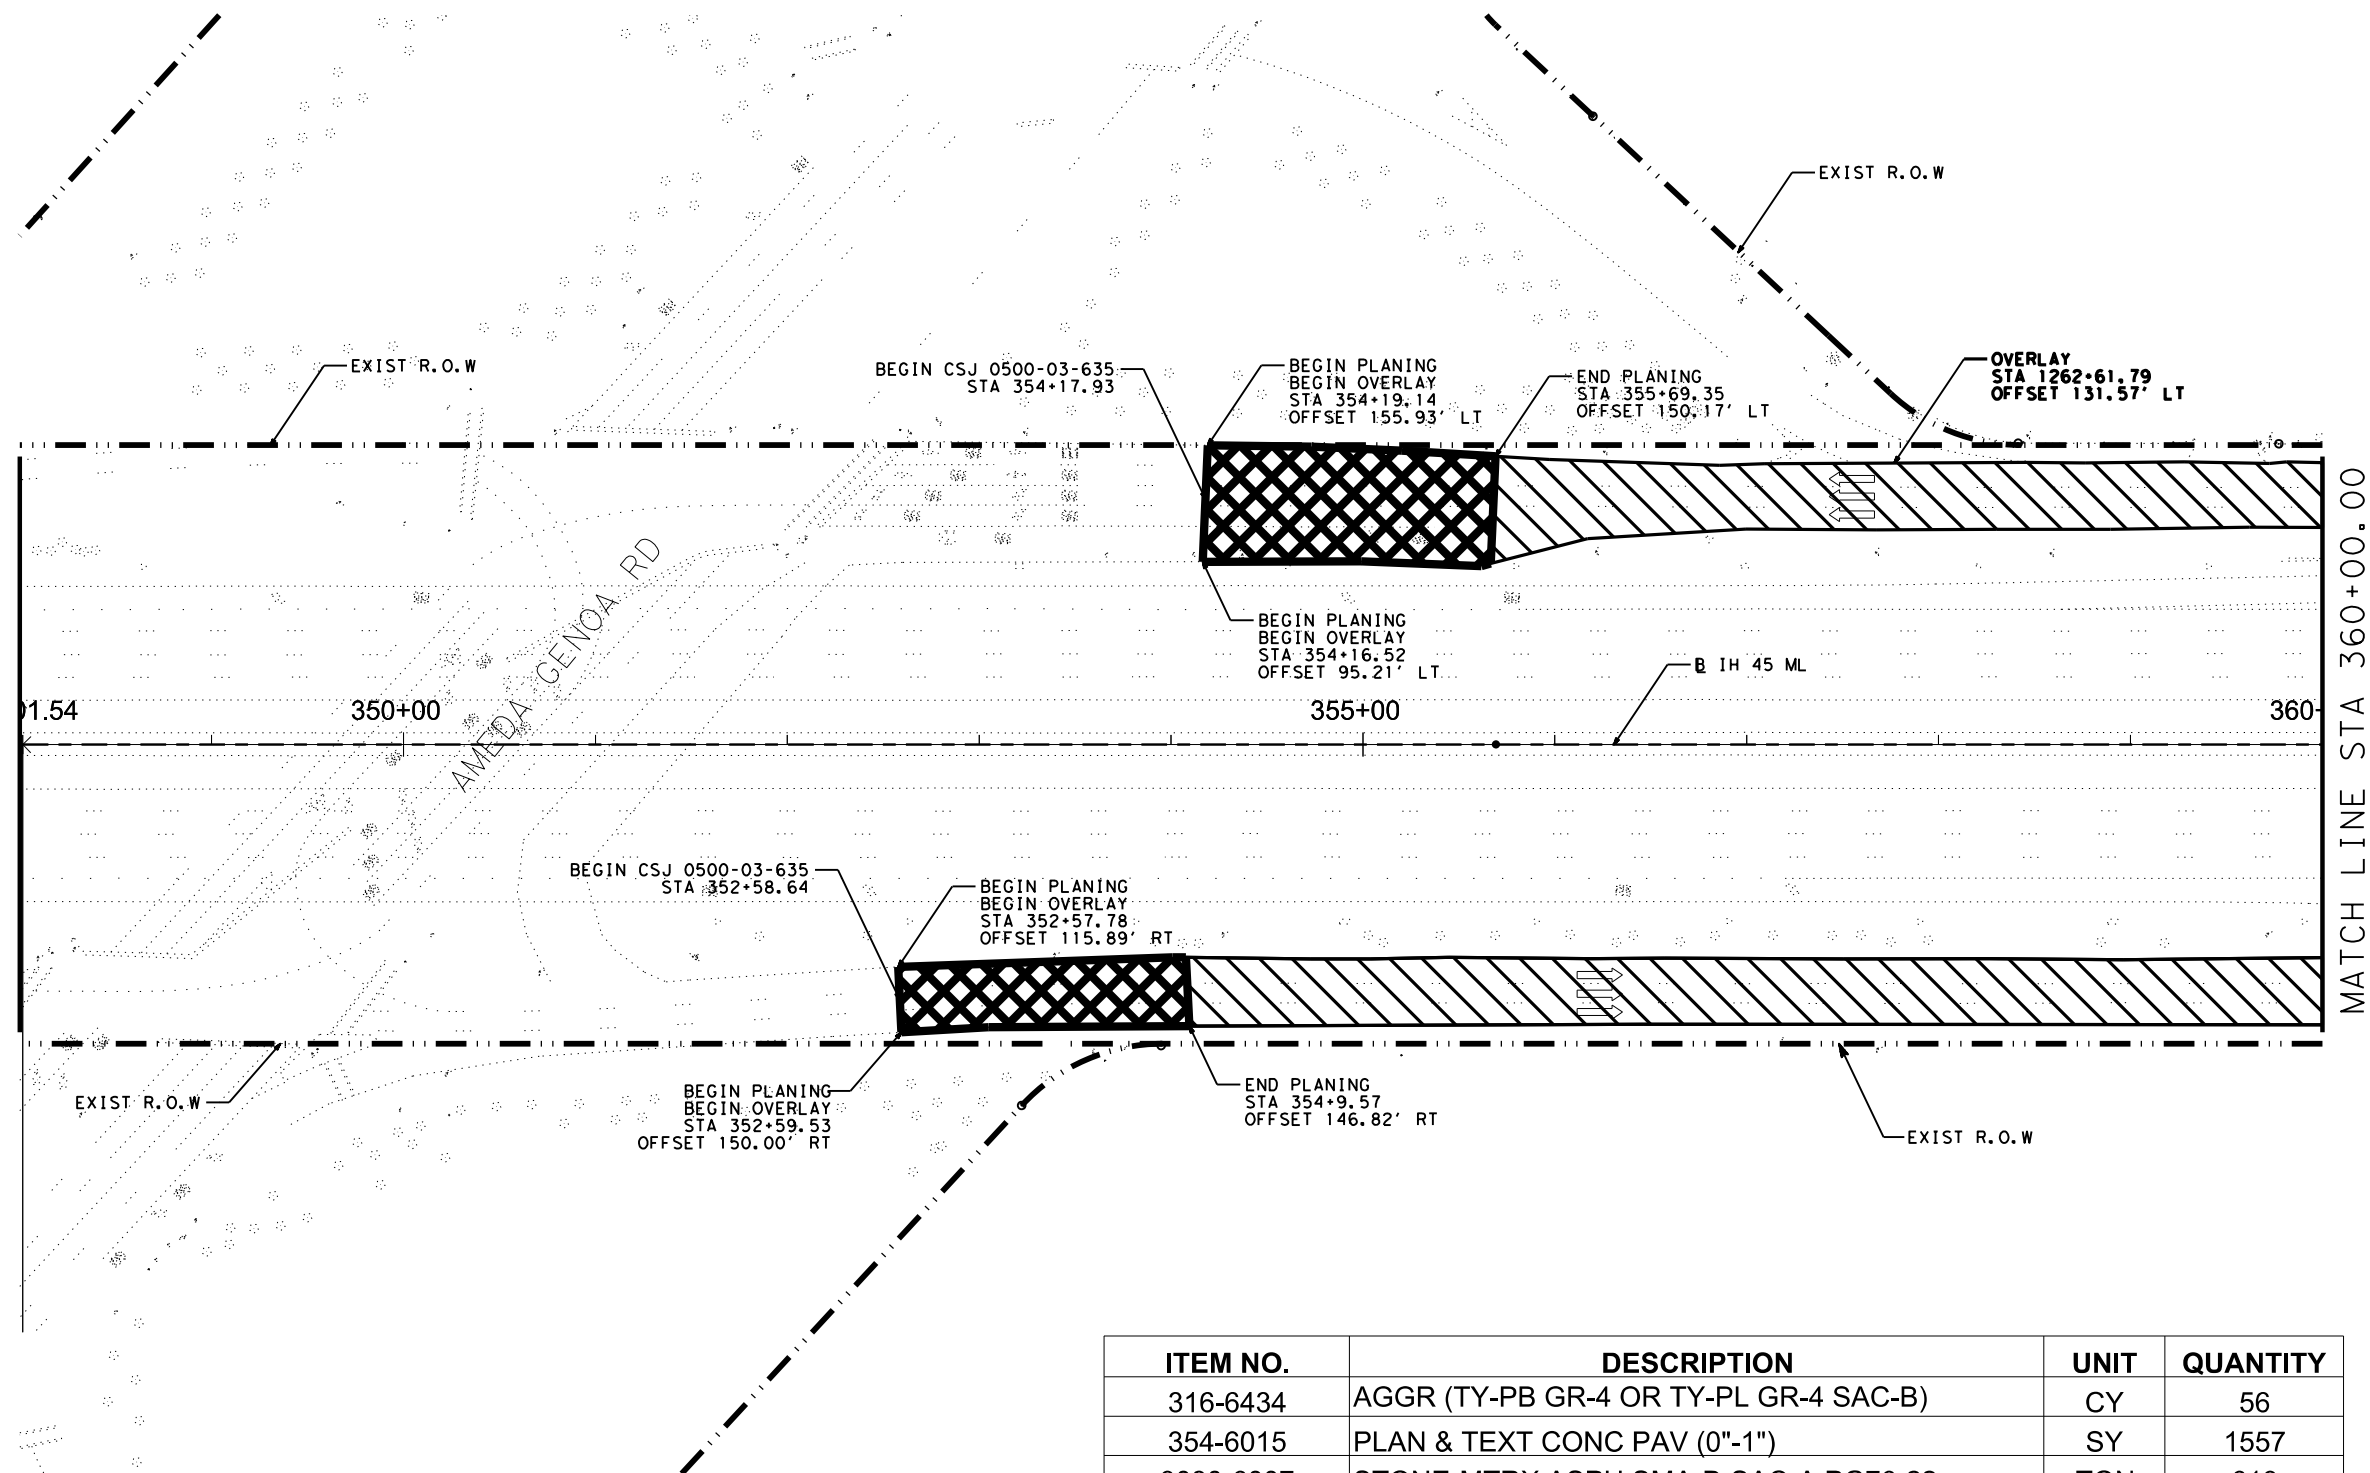 EXIST R.O.W
EXIST R.O.W
BEGIN CSJ 0500-03-635
STA 354+17.93
BEGIN PLANING
BEGIN OVERLAY
STA 354+19.14
OFFSET 155.93' LT
END PLANING
STA 355+69.35
OFFSET 150.17' LT
OVERLAY
STA 1262+61.79
OFFSET 131.57' LT
AMEDA GENOA RD
BEGIN PLANING
BEGIN OVERLAY
STA 354+16.52
OFFSET 95.21' LT
B IH 45 ML
MATCH LINE STA 360+00.00
1.54
350+00
355+00
360+
BEGIN CSJ 0500-03-635
STA 352+58.64
BEGIN PLANING
BEGIN OVERLAY
STA 352+57.78
OFFSET 115.89' RT
EXIST R.O.W
BEGIN PLANING
BEGIN OVERLAY
STA 352+59.53
OFFSET 150.00' RT
END PLANING
STA 354+9.57
OFFSET 146.82' RT
EXIST R.O.W
ITEM NO. DESCRIPTION UNIT QUANTITY
316-6434 AGGR (TY-PB GR-4 OR TY-PL GR-4 SAC-B) CY 56
354-6015 PLAN & TEXT CONC PAV (0"-1") SY 1557